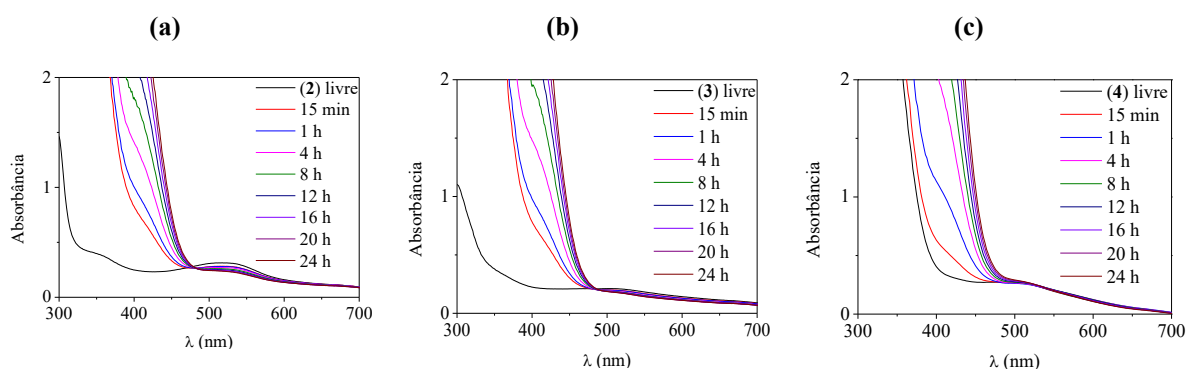 (a)
2
1
0
300 400 500 600 700
Absorbância
λ (nm)
(2) livre
15 min
1 h
4 h
8 h
12 h
16 h
20 h
24 h
(b)
2
1
0
300 400 500 600 700
Absorbância
λ (nm)
(3) livre
15 min
1 h
4 h
8 h
12 h
16 h
20 h
24 h
(c)
2
1
0
300 400 500 600 700
Absorbância
λ (nm)
(4) livre
15 min
1 h
4 h
8 h
12 h
16 h
20 h
24 h